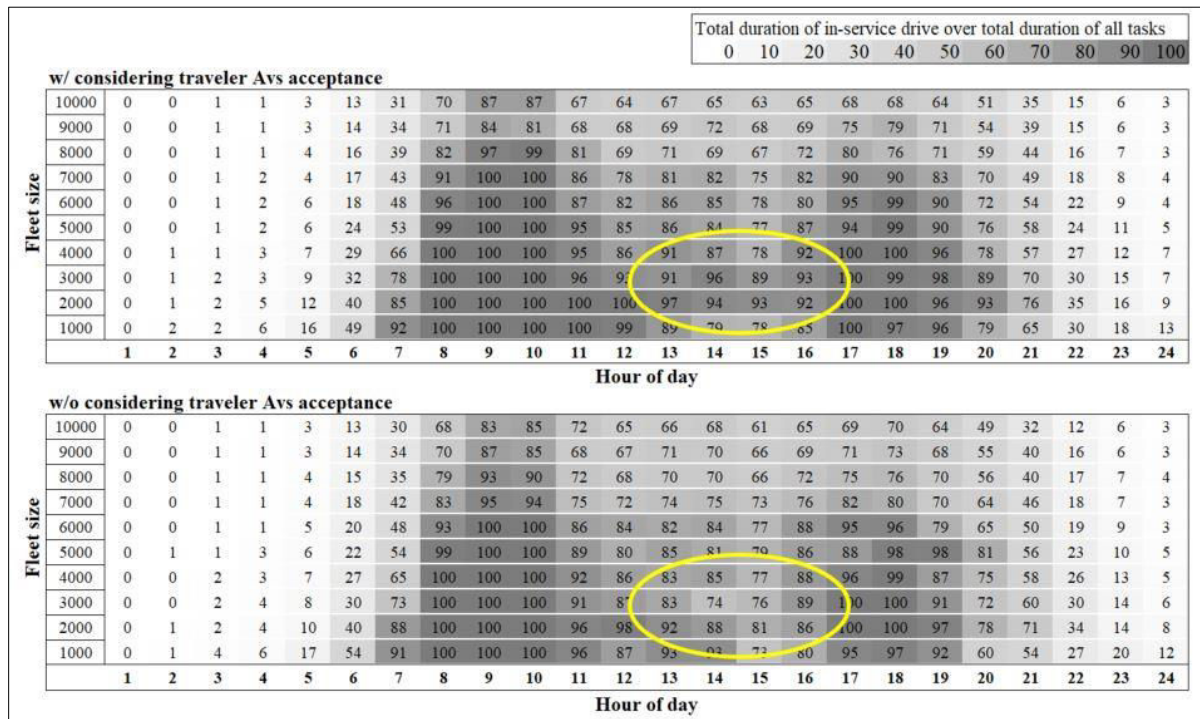 Total duration of in-service drive over total duration of all tasks
0 10 20 30 40 50 60 70 80 90 100
w/ considering traveler Avs acceptance
10000 0 0 1 1 3 13 31 70 87 87 67 64 67 65 63 65 68 68 64 51 35 15 6 3
9000 0 0 1 1 3 14 34 71 84 81 68 68 69 72 68 69 75 79 71 54 39 15 6 3
8000 0 0 1 1 4 16 39 82 97 99 81 69 71 69 67 72 80 76 71 59 44 16 7 3
7000 0 0 1 2 4 17 43 91 100 100 86 78 81 82 75 82 90 90 83 70 49 18 8 4
6000 0 0 1 2 6 18 48 96 100 100 87 82 86 85 78 80 95 99 90 72 54 22 9 4
5000 0 0 1 2 6 24 53 99 100 100 95 85 86 84 77 87 94 99 90 76 58 24 11 5
4000 0 1 1 3 7 29 66 100 100 100 95 86 91 87 78 92 100 100 96 78 57 27 12 7
3000 0 1 2 3 9 32 78 100 100 100 96 91 96 89 93 100 99 98 89 70 30 15 7
2000 0 1 2 5 12 40 85 100 100 100 100 100 97 94 93 92 100 100 96 93 76 35 16 9
1000 0 2 2 6 16 49 92 100 100 100 100 99 89 79 78 85 100 97 96 79 65 30 18 13
Fleet size
1 2 3 4 5 6 7 8 9 10 11 12 13 14 15 16 17 18 19 20 21 22 23 24
Hour of day
w/o considering traveler Avs acceptance
10000 0 0 1 1 3 13 30 68 83 85 72 65 66 68 61 65 69 70 64 49 32 12 6 3
9000 0 0 1 1 3 14 34 70 87 85 68 67 71 70 66 69 71 73 68 55 40 16 6 3
8000 0 0 1 1 4 15 35 79 93 90 72 68 70 70 66 72 75 76 70 56 40 17 7 4
7000 0 0 1 1 4 18 42 83 95 94 75 72 74 75 73 76 82 80 70 64 46 18 7 3
6000 0 0 1 1 5 20 48 93 100 100 86 84 82 84 77 88 95 96 79 65 50 19 9 3
5000 0 1 1 3 6 22 54 99 100 100 89 80 85 81 79 86 88 98 98 81 56 23 10 5
4000 0 0 2 3 7 27 65 100 100 100 92 86 83 85 77 88 96 99 87 75 58 26 13 5
3000 0 0 2 4 8 30 73 100 100 100 91 87 83 74 76 89 100 100 91 72 60 30 14 6
2000 0 1 2 4 10 40 88 100 100 100 96 98 92 88 81 86 100 100 97 78 71 34 14 8
1000 0 1 4 6 17 54 91 100 100 100 96 87 93 93 73 80 95 97 92 60 54 27 20 12
Fleet size
1 2 3 4 5 6 7 8 9 10 11 12 13 14 15 16 17 18 19 20 21 22 23 24
Hour of day